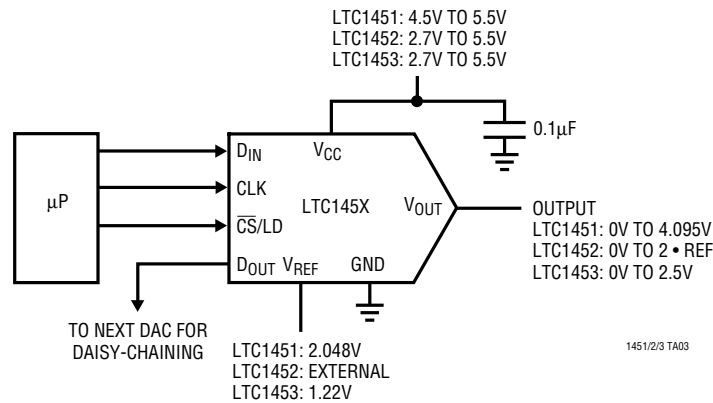 LTC1451: 4.5V TO 5.5V
LTC1452: 2.7V TO 5.5V
LTC1453: 2.7V TO 5.5V
0.1µF
µP
DIN
VCC
CLK
LTC145X
VOUT
CS/LD
DOUT
VREF
GND
OUTPUT
LTC1451: 0V TO 4.095V
LTC1452: 0V TO 2 • REF
LTC1453: 0V TO 2.5V
TO NEXT DAC FOR
DAISY-CHAINING
LTC1451: 2.048V
LTC1452: EXTERNAL
LTC1453: 1.22V
1451/2/3 TA03